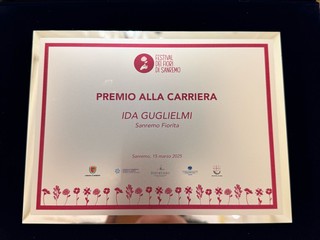 FESTIVAL
DEI FIORI
DI SANREMO
PREMIO ALLA CARRIERA
IDA GUGLIELMI
Sanremo Fiorita